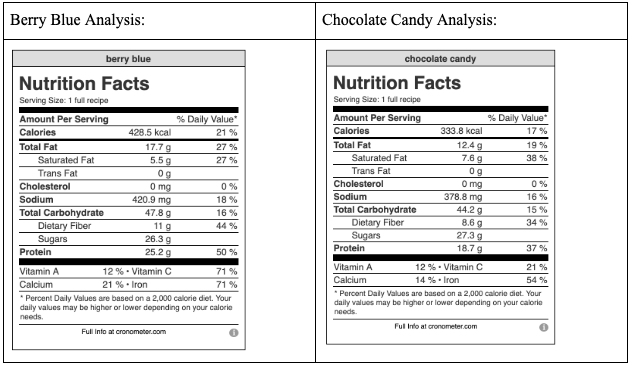 Berry Blue Analysis:
berry blue
Nutrition Facts
Serving Size: 1 full recipe
Amount Per Serving % Daily Value*
Calories 428.5 kcal 21 %
Total Fat 17.7 g 27 %
Saturated Fat 5.5 g 27 %
Trans Fat 0 g
Cholesterol 0 mg 0 %
Sodium 420.9 mg 18 %
Total Carbohydrate 47.8 g 16 %
Dietary Fiber 11 g 44 %
Sugars 26.3 g
Protein 25.2 g 50 %
Vitamin A 12 % • Vitamin C 71 %
Calcium 21 % • Iron 71 %
* Percent Daily Values are based on a 2,000 calorie diet. Your
daily values may be higher or lower depending on your calorie
needs.
Full Info at cronometer.com
Chocolate Candy Analysis:
chocolate candy
Nutrition Facts
Serving Size: 1 full recipe
Amount Per Serving % Daily Value*
Calories 333.8 kcal 17 %
Total Fat 12.4 g 19 %
Saturated Fat 7.6 g 38 %
Trans Fat 0 g
Cholesterol 0 mg 0 %
Sodium 378.8 mg 16 %
Total Carbohydrate 44.2 g 15 %
Dietary Fiber 8.6 g 34 %
Sugars 27.3 g
Protein 18.7 g 37 %
Vitamin A 12 % • Vitamin C 21 %
Calcium 14 % • Iron 54 %
* Percent Daily Values are based on a 2,000 calorie diet. Your
daily values may be higher or lower depending on your calorie
needs.
Full Info at cronometer.com